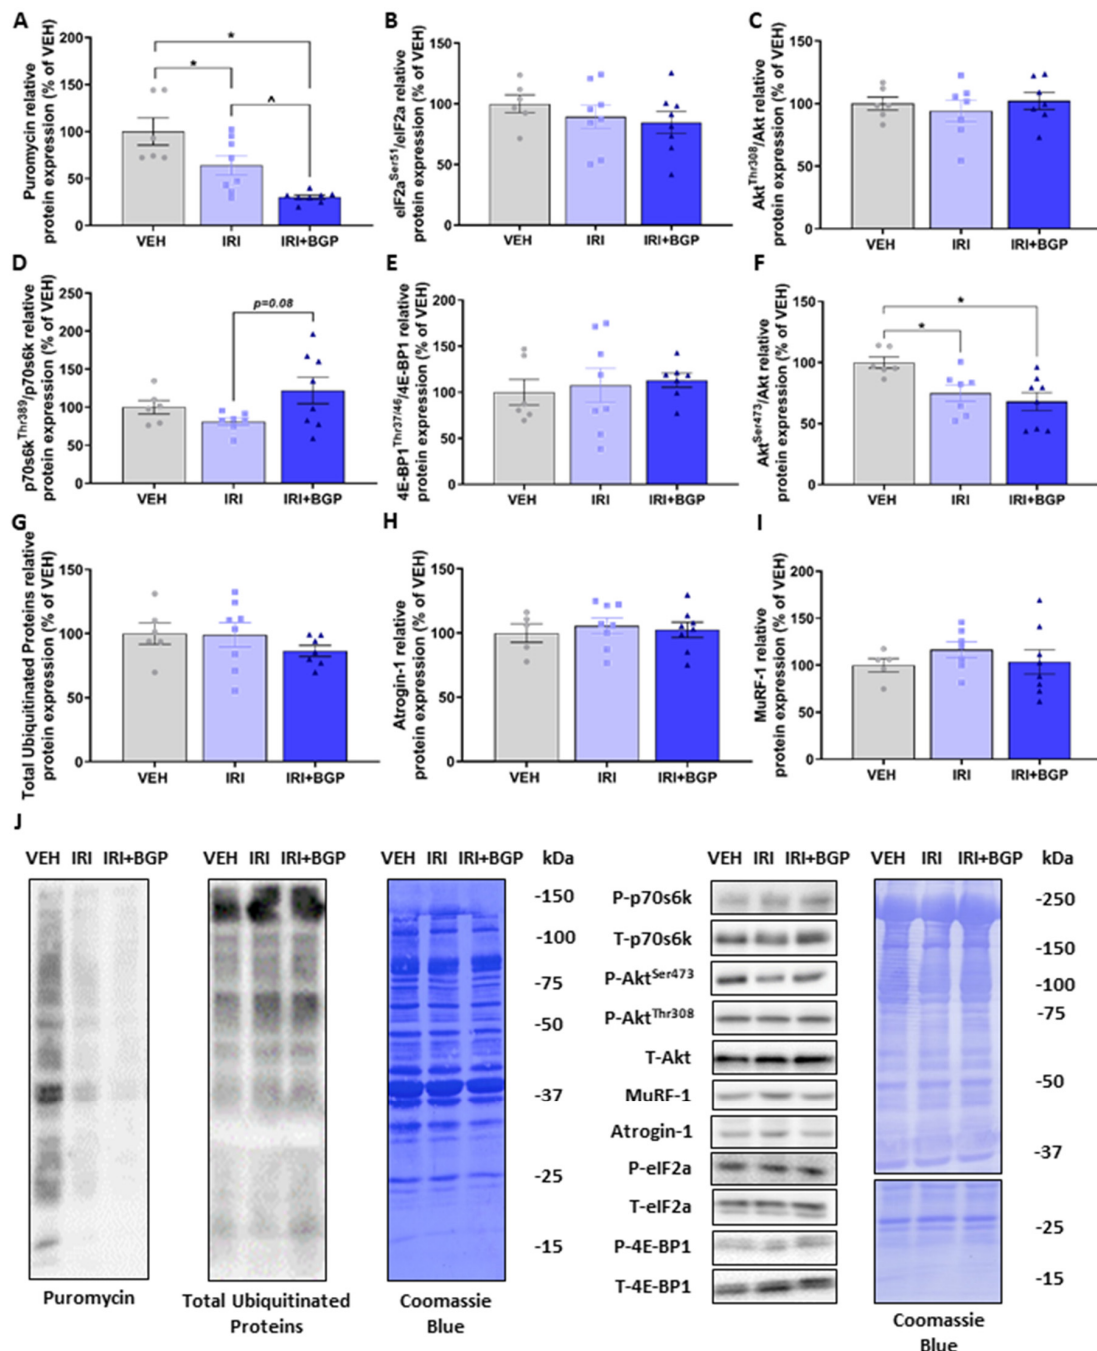 A
Puromycin relative
protein expression (% of VEH)
200
150
100
50
0
*
*
^
VEH IRI IRI+BGP
B
eIF2a^Ser51/eIF2a relative
protein expression (% of VEH)
150
100
50
0
VEH IRI IRI+BGP
C
Akt^Thr308/Akt relative
protein expression (% of VEH)
150
100
50
0
VEH IRI IRI+BGP
D
p70s6k^Thr389/p70s6k relative
protein expression (% of VEH)
250
200
150
100
50
0
p=0.08
VEH IRI IRI+BGP
E
4E-BP1^Thr37/46/4E-BP1 relative
protein expression (% of VEH)
200
150
100
50
0
VEH IRI IRI+BGP
F
Akt^Ser473/Akt relative
protein expression (% of VEH)
150
100
50
0
*
*
VEH IRI IRI+BGP
G
Total Ubiquitinated Proteins relative
protein expression (% of VEH)
150
100
50
0
VEH IRI IRI+BGP
H
Atrogin-1 relative
protein expression (% of VEH)
150
100
50
0
VEH IRI IRI+BGP
I
MuRF-1 relative
protein expression (% of VEH)
200
150
100
50
0
VEH IRI IRI+BGP
J
VEH IRI IRI+BGP
Puromycin
VEH IRI IRI+BGP
Total Ubiquitinated
Proteins
VEH IRI IRI+BGP
kDa
-150
-100
-75
-50
-37
-25
-15
Coomassie
Blue
VEH IRI IRI+BGP
P-p70s6k
T-p70s6k
P-Akt^Ser473
P-Akt^Thr308
T-Akt
MuRF-1
Atrogin-1
P-eIF2a
T-eIF2a
P-4E-BP1
T-4E-BP1
VEH IRI IRI+BGP
kDa
-250
-150
-100
-75
-50
-37
-25
-15
Coomassie
Blue